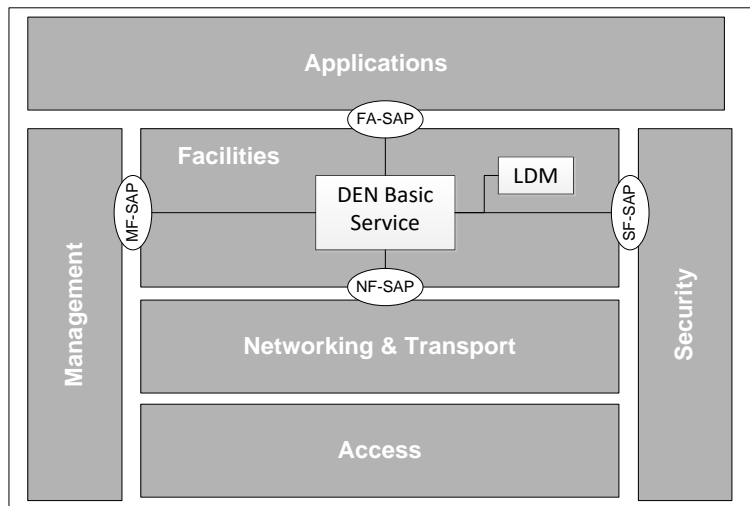 Applications
FA-SAP
Facilities
LDM
DEN Basic
Service
MF-SAP
SF-SAP
NF-SAP
Management
Networking & Transport
Security
Access